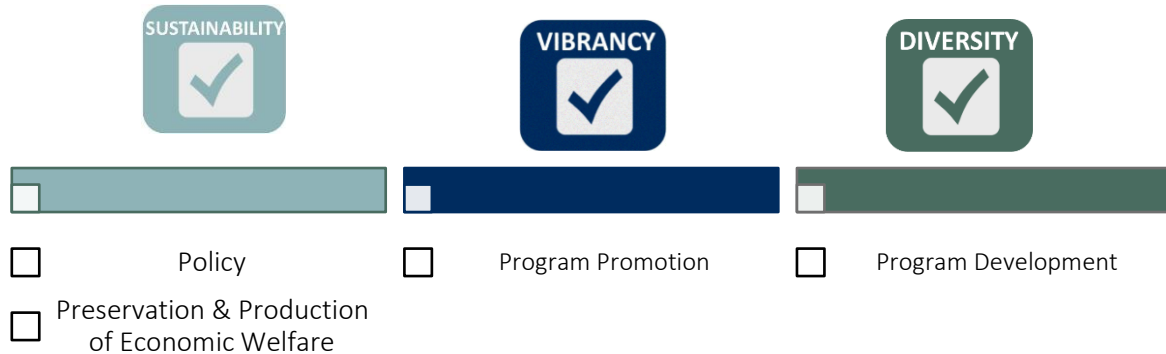 SUSTAINABILITY
VIBRANCY
DIVERSITY
Policy
Program Promotion
Program Development
Preservation & Production
of Economic Welfare